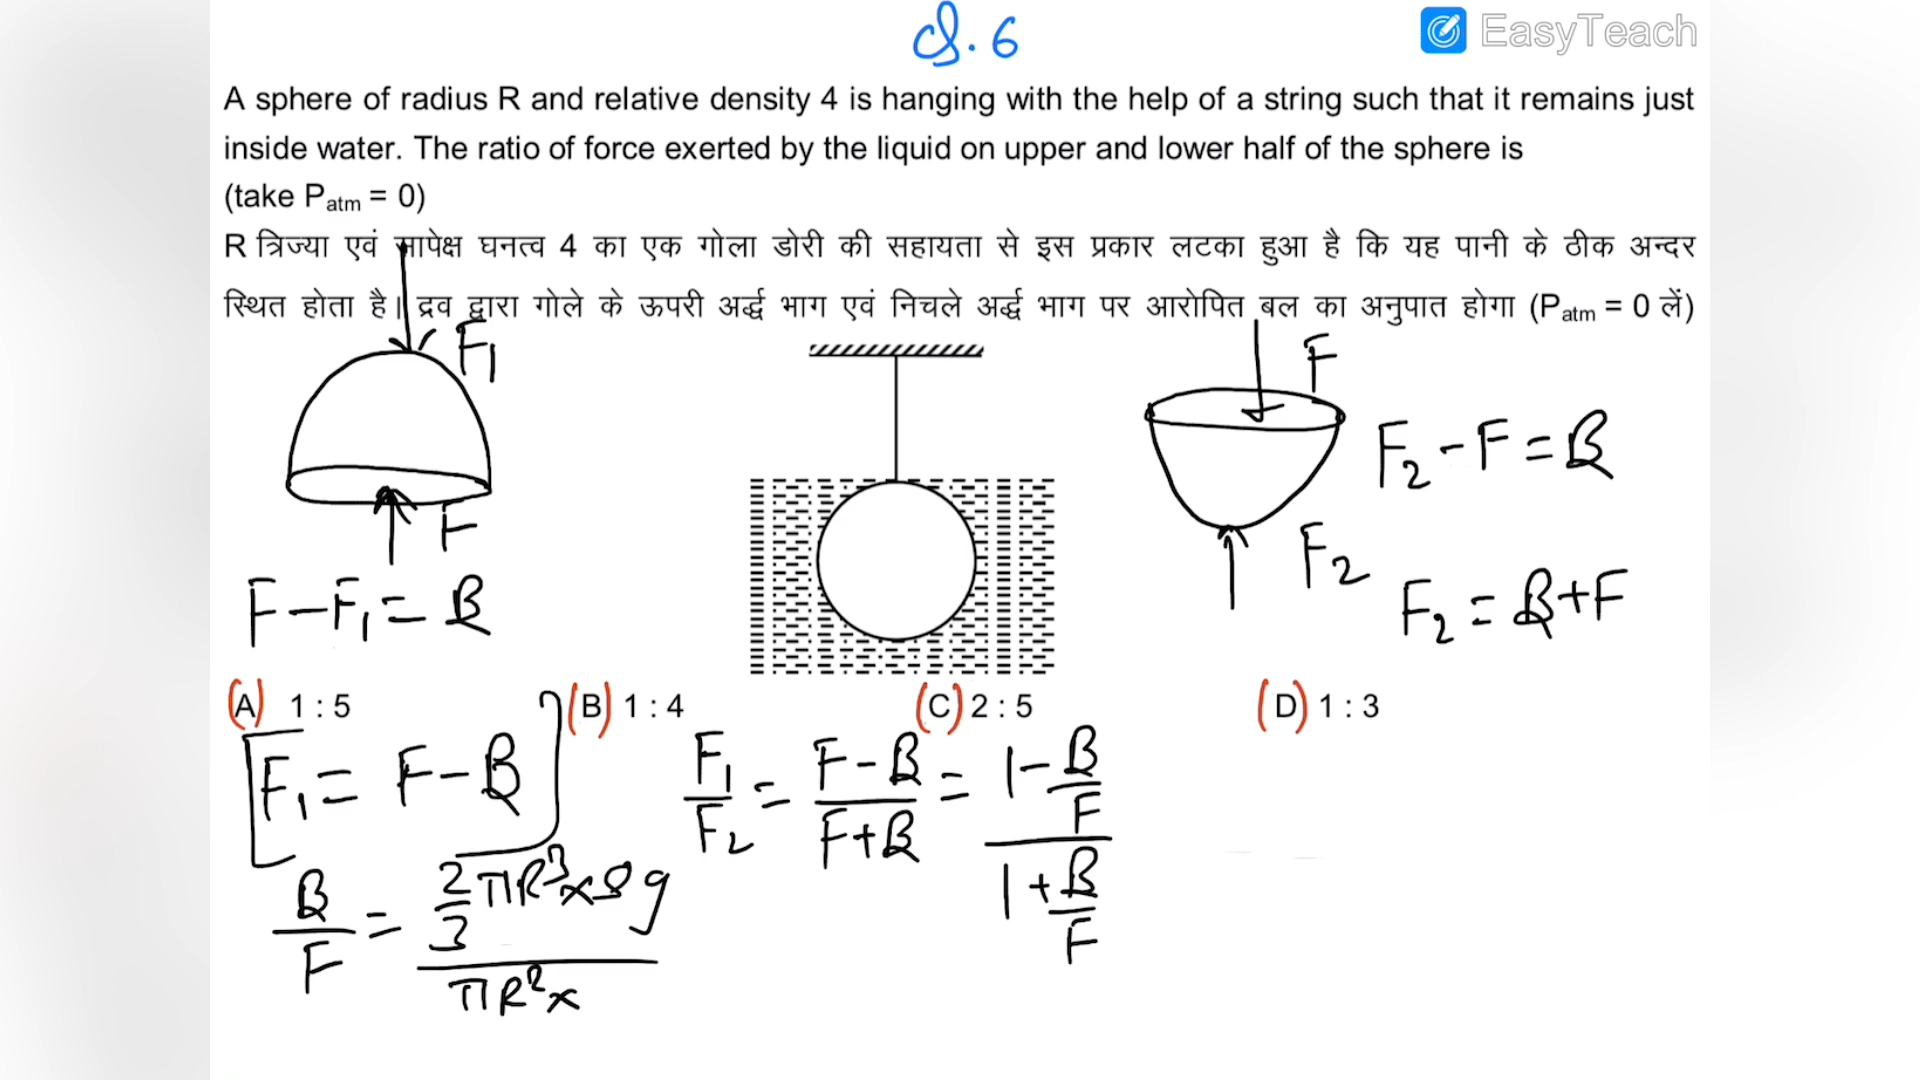 Q.6
EasyTeach
A sphere of radius R and relative density 4 is hanging with the help of a string such that it remains just
inside water. The ratio of force exerted by the liquid on upper and lower half of the sphere is
(take Patm = 0)
R त्रिज्या एवं सापेक्ष घनत्व 4 का एक गोला डोरी की सहायता से इस प्रकार लटका हुआ है कि यह पानी के ठीक अन्दर
स्थित होता है। द्रव द्वारा गोले के ऊपरी अर्द्ध भाग एवं निचले अर्द्ध भाग पर आरोपित बल का अनुपात होगा (Patm = 0 लें)
F₁
F
F
F₂ - F = B
F₂
F - F₁ = B
F₂ = B + F
(A) 1 : 5
(B) 1 : 4
(C) 2 : 5
(D) 1 : 3
F₁ = F - B
F₁/F₂ = (F - B)/(F + B) = (1 - B/F)/(1 + B/F)
B/F = (2/3 πR³ x ρg)/(πR² x